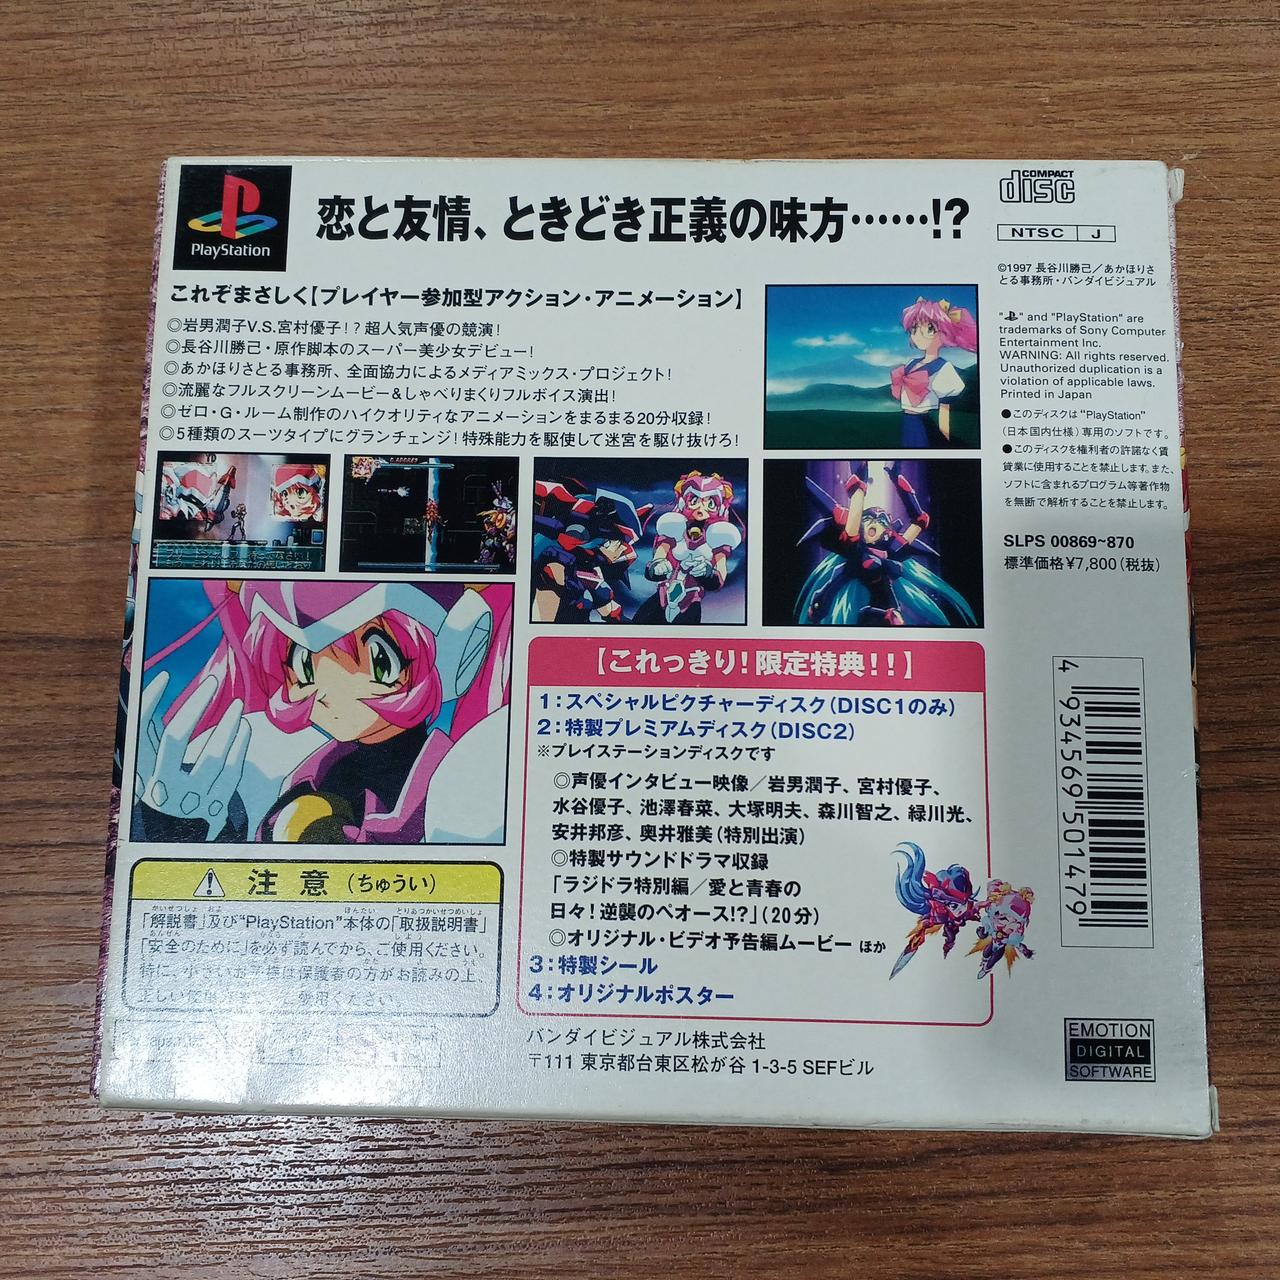 PlayStation
恋と友情、ときどき正義の味方……!?
COMPACT
disc
NTSC J
これぞまさしく【プレイヤー参加型アクション・アニメーション】
◎岩男潤子V.S.宮村優子!?超人気声優の競演!
◎長谷川勝己・原作脚本のスーパー美少女デビュー!
◎あかほりさとる事務所、全面協力によるメディアミックス・プロジェクト!
◎流麗なフルスクリーンムービー&しゃべりまくりフルボイス演出!
◎ゼロ・G・ルーム制作のハイクオリティなアニメーションをまるまる20分収録!
◎5種類のスーツタイプにグランチェンジ!特殊能力を駆使して迷宮を駆け抜けろ!
©1997 長谷川勝己/あかほりさ
とる事務所・バンダイビジュアル
" " and "PlayStation" are
trademarks of Sony Computer
Entertainment Inc.
WARNING: All rights reserved.
Unauthorized duplication is a
violation of applicable laws.
Printed in Japan
●このディスクは“PlayStation”
(日本国内仕様)専用のソフトです。
●このディスクを権利者の許諾なく賃
貸業に使用することを禁止します。また、
ソフトに含まれるプログラム等著作物
を無断で解析することを禁止します。
SLPS 00869~870
標準価格¥7,800(税抜)
【これっきり!限定特典!!】
1:スペシャルピクチャーディスク(DISC1のみ)
2:特製プレミアムディスク(DISC2)
※プレイステーションディスクです
◎声優インタビュー映像/岩男潤子、宮村優子、
水谷優子、池澤春菜、大塚明夫、森川智之、緑川光、
安井邦彦、奥井雅美(特別出演)
◎特製サウンドドラマ収録
「ラジドラ特別編/愛と青春の
日々!逆襲のペオース!?」(20分)
◎オリジナル・ビデオ予告編ムービー ほか
3:特製シール
4:オリジナルポスター
注意(ちゅうい)
「解説書」及び“PlayStation”本体の「取扱説明書」
「安全のために」を必ず読んでから、ご使用ください。
特に、小さいお子様は保護者の方がお読みの上、
バンダイビジュアル株式会社
〒111 東京都台東区松が谷 1-3-5 SEFビル
4 934569 501479
EMOTION
DIGITAL
SOFTWARE